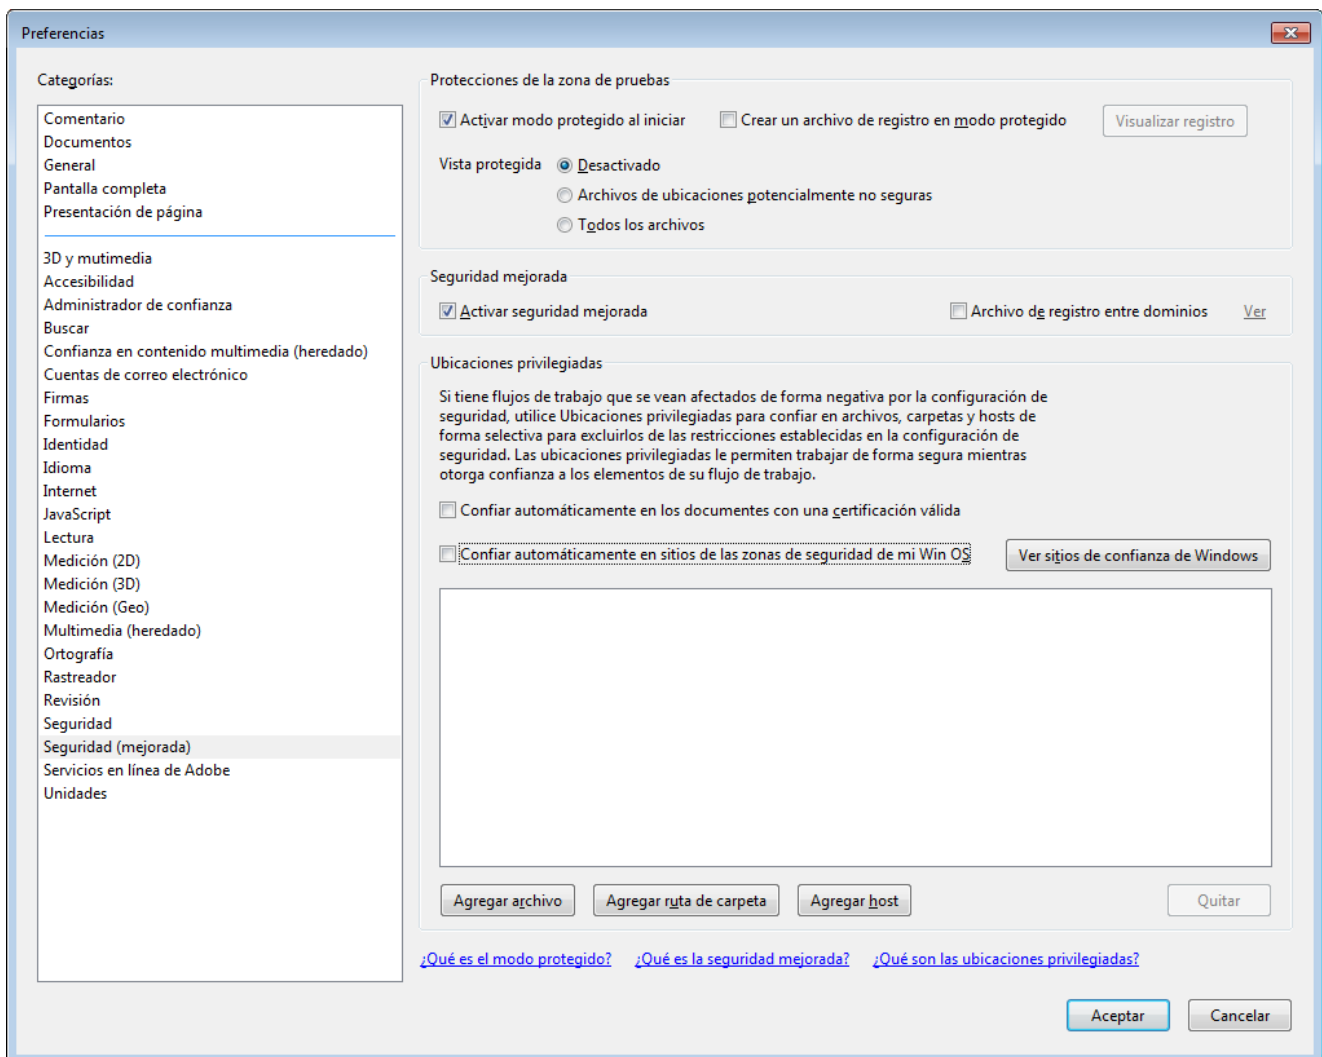 Preferencias
Categorías:
Comentario
Documentos
General
Pantalla completa
Presentación de página
3D y mutimedia
Accesibilidad
Administrador de confianza
Buscar
Confianza en contenido multimedia (heredado)
Cuentas de correo electrónico
Firmas
Formularios
Identidad
Idioma
Internet
JavaScript
Lectura
Medición (2D)
Medición (3D)
Medición (Geo)
Multimedia (heredado)
Ortografía
Rastreador
Revisión
Seguridad
Seguridad (mejorada)
Servicios en línea de Adobe
Unidades
Protecciones de la zona de pruebas
Activar modo protegido al iniciar Crear un archivo de registro en modo protegido Visualizar registro
Vista protegida Desactivado
Archivos de ubicaciones potencialmente no seguras
Todos los archivos
Seguridad mejorada
Activar seguridad mejorada Archivo de registro entre dominios Ver
Ubicaciones privilegiadas
Si tiene flujos de trabajo que se vean afectados de forma negativa por la configuración de
seguridad, utilice Ubicaciones privilegiadas para confiar en archivos, carpetas y hosts de
forma selectiva para excluirlos de las restricciones establecidas en la configuración de
seguridad. Las ubicaciones privilegiadas le permiten trabajar de forma segura mientras
otorga confianza a los elementos de su flujo de trabajo.
Confiar automáticamente en los documentes con una certificación válida
Confiar automáticamente en sitios de las zonas de seguridad de mi Win OS Ver sitios de confianza de Windows
Agregar archivo Agregar ruta de carpeta Agregar host Quitar
¿Qué es el modo protegido? ¿Qué es la seguridad mejorada? ¿Qué son las ubicaciones privilegiadas?
Aceptar Cancelar